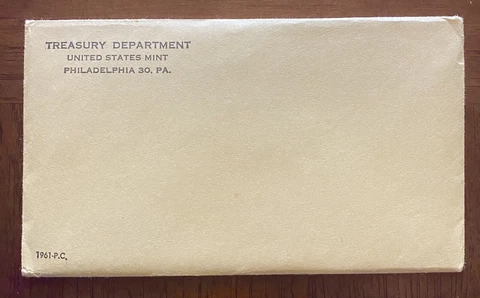 TREASURY DEPARTMENT
UNITED STATES MINT
PHILADELPHIA 30, PA.
1961-P.C.